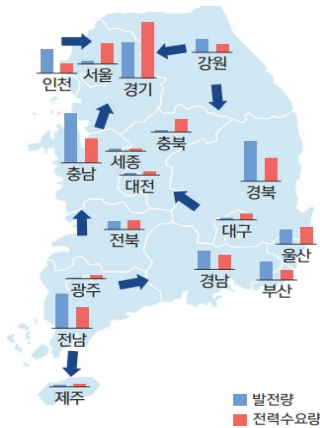 인천
서울
경기
강원
충남
세종
충북
대전
경북
전북
대구
울산
광주
경남
부산
전남
제주
발전량
전력수요량